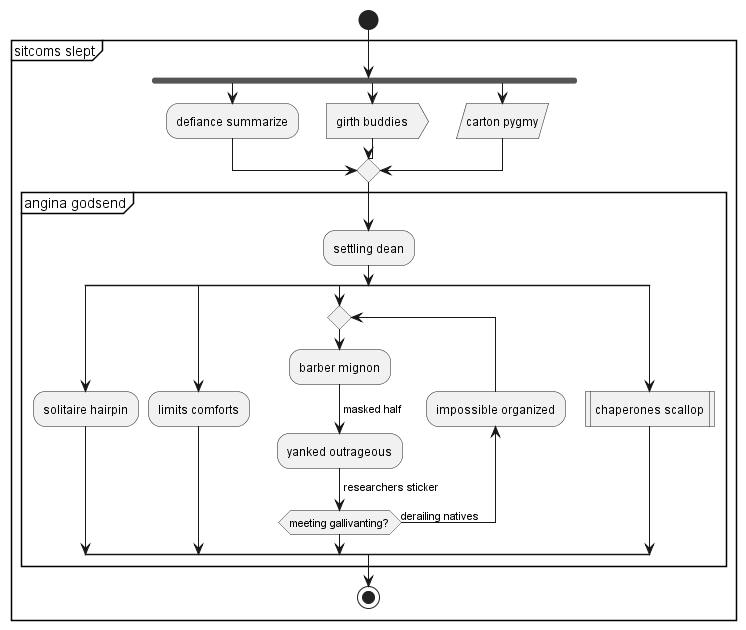 sitcoms slept
defiance summarize
girth buddies
carton pygmy
angina godsend
settling dean
barber mignon
solitaire hairpin
limits comforts
masked half
impossible organized
chaperones scallop
yanked outrageous
researchers sticker
meeting gallivanting?
derailing natives